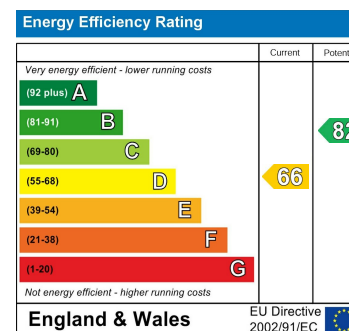 Energy Efficiency Rating
Current
Potent
Very energy efficient - lower running costs
(92 plus) A
(81-91) B
82
(69-80) C
(55-68) D
66
(39-54) E
(21-38) F
(1-20) G
Not energy efficient - higher running costs
England & Wales
EU Directive
2002/91/EC